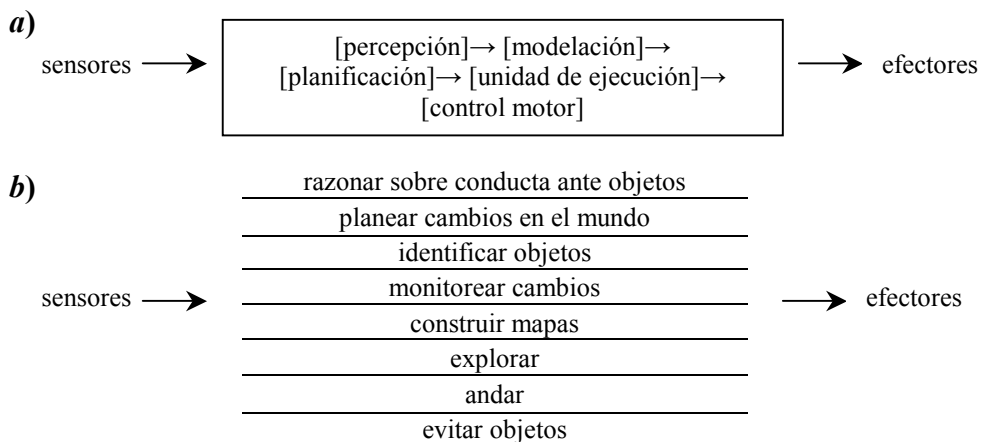 a)
sensores
[percepción]→ [modelación]→
[planificación]→ [unidad de ejecución]→
[control motor]
efectores
b)
razonar sobre conducta ante objetos
planear cambios en el mundo
identificar objetos
sensores
monitorear cambios
efectores
construir mapas
explorar
andar
evitar objetos